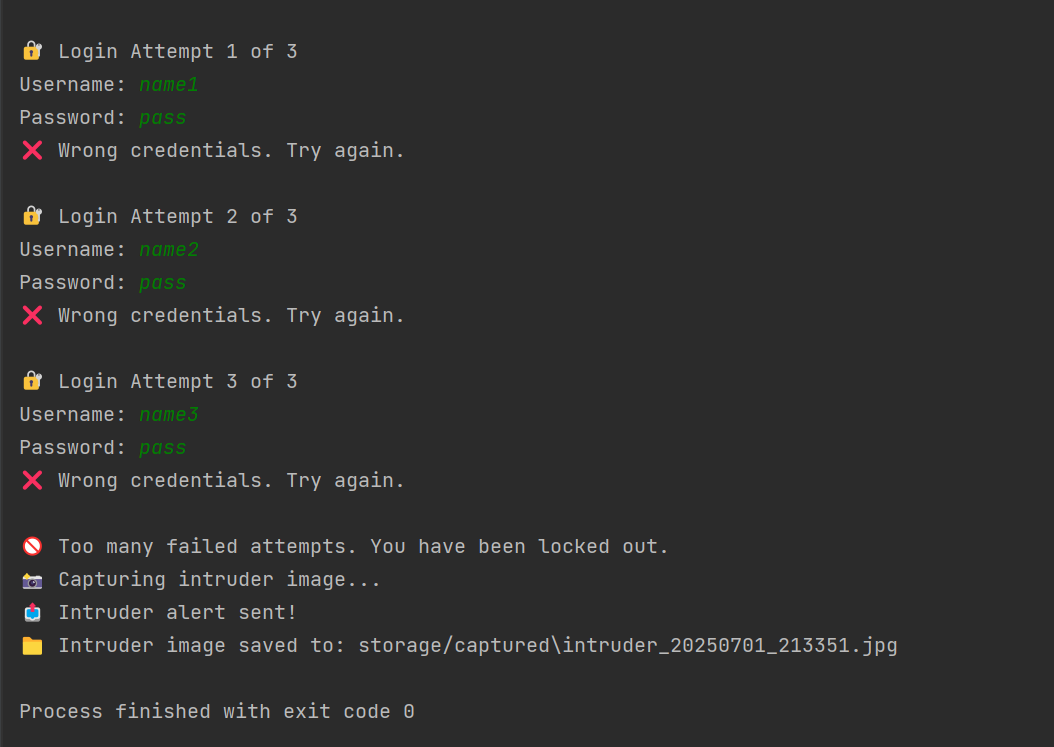 🔐 Login Attempt 1 of 3
Username: name1
Password: pass
❌ Wrong credentials. Try again.
🔐 Login Attempt 2 of 3
Username: name2
Password: pass
❌ Wrong credentials. Try again.
🔐 Login Attempt 3 of 3
Username: name3
Password: pass
❌ Wrong credentials. Try again.
🚫 Too many failed attempts. You have been locked out.
📸 Capturing intruder image...
📤 Intruder alert sent!
📁 Intruder image saved to: storage/captured\intruder_20250701_213351.jpg
Process finished with exit code 0